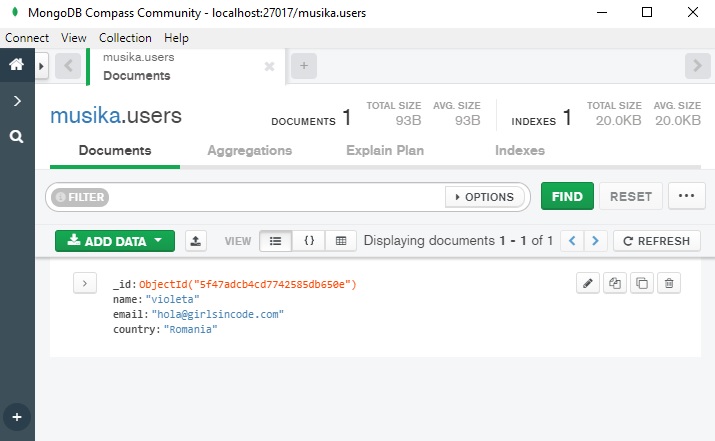 MongoDB Compass Community - localhost:27017/musika.users
Connect View Collection Help
musika.users
Documents
musika.users
DOCUMENTS 1 TOTAL SIZE 93B AVG. SIZE 93B INDEXES 1 TOTAL SIZE 20.0KB AVG. SIZE 20.0KB
Documents Aggregations Explain Plan Indexes
FILTER OPTIONS FIND RESET ...
ADD DATA VIEW {} Displaying documents 1 - 1 of 1 < > REFRESH
_id: ObjectId("5f47adcb4cd7742585db650e")
name: "violeta"
email: "hola@girlsincode.com"
country: "Romania"